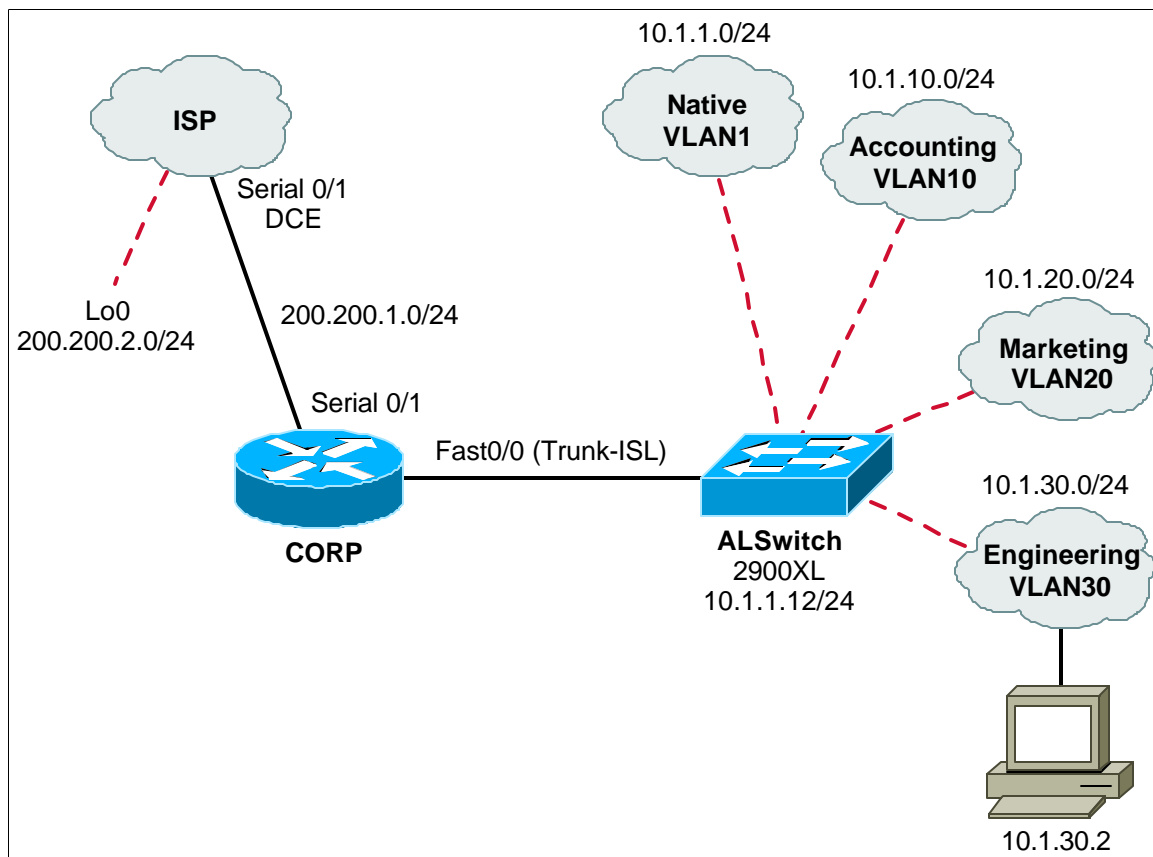 10.1.1.0/24
10.1.10.0/24
ISP
Native
VLAN1
Accounting
VLAN10
Serial 0/1
DCE
10.1.20.0/24
Lo0
200.200.2.0/24
200.200.1.0/24
Marketing
VLAN20
Serial 0/1
Fast0/0 (Trunk-ISL)
10.1.30.0/24
CORP
ALSwitch
2900XL
10.1.1.12/24
Engineering
VLAN30
10.1.30.2